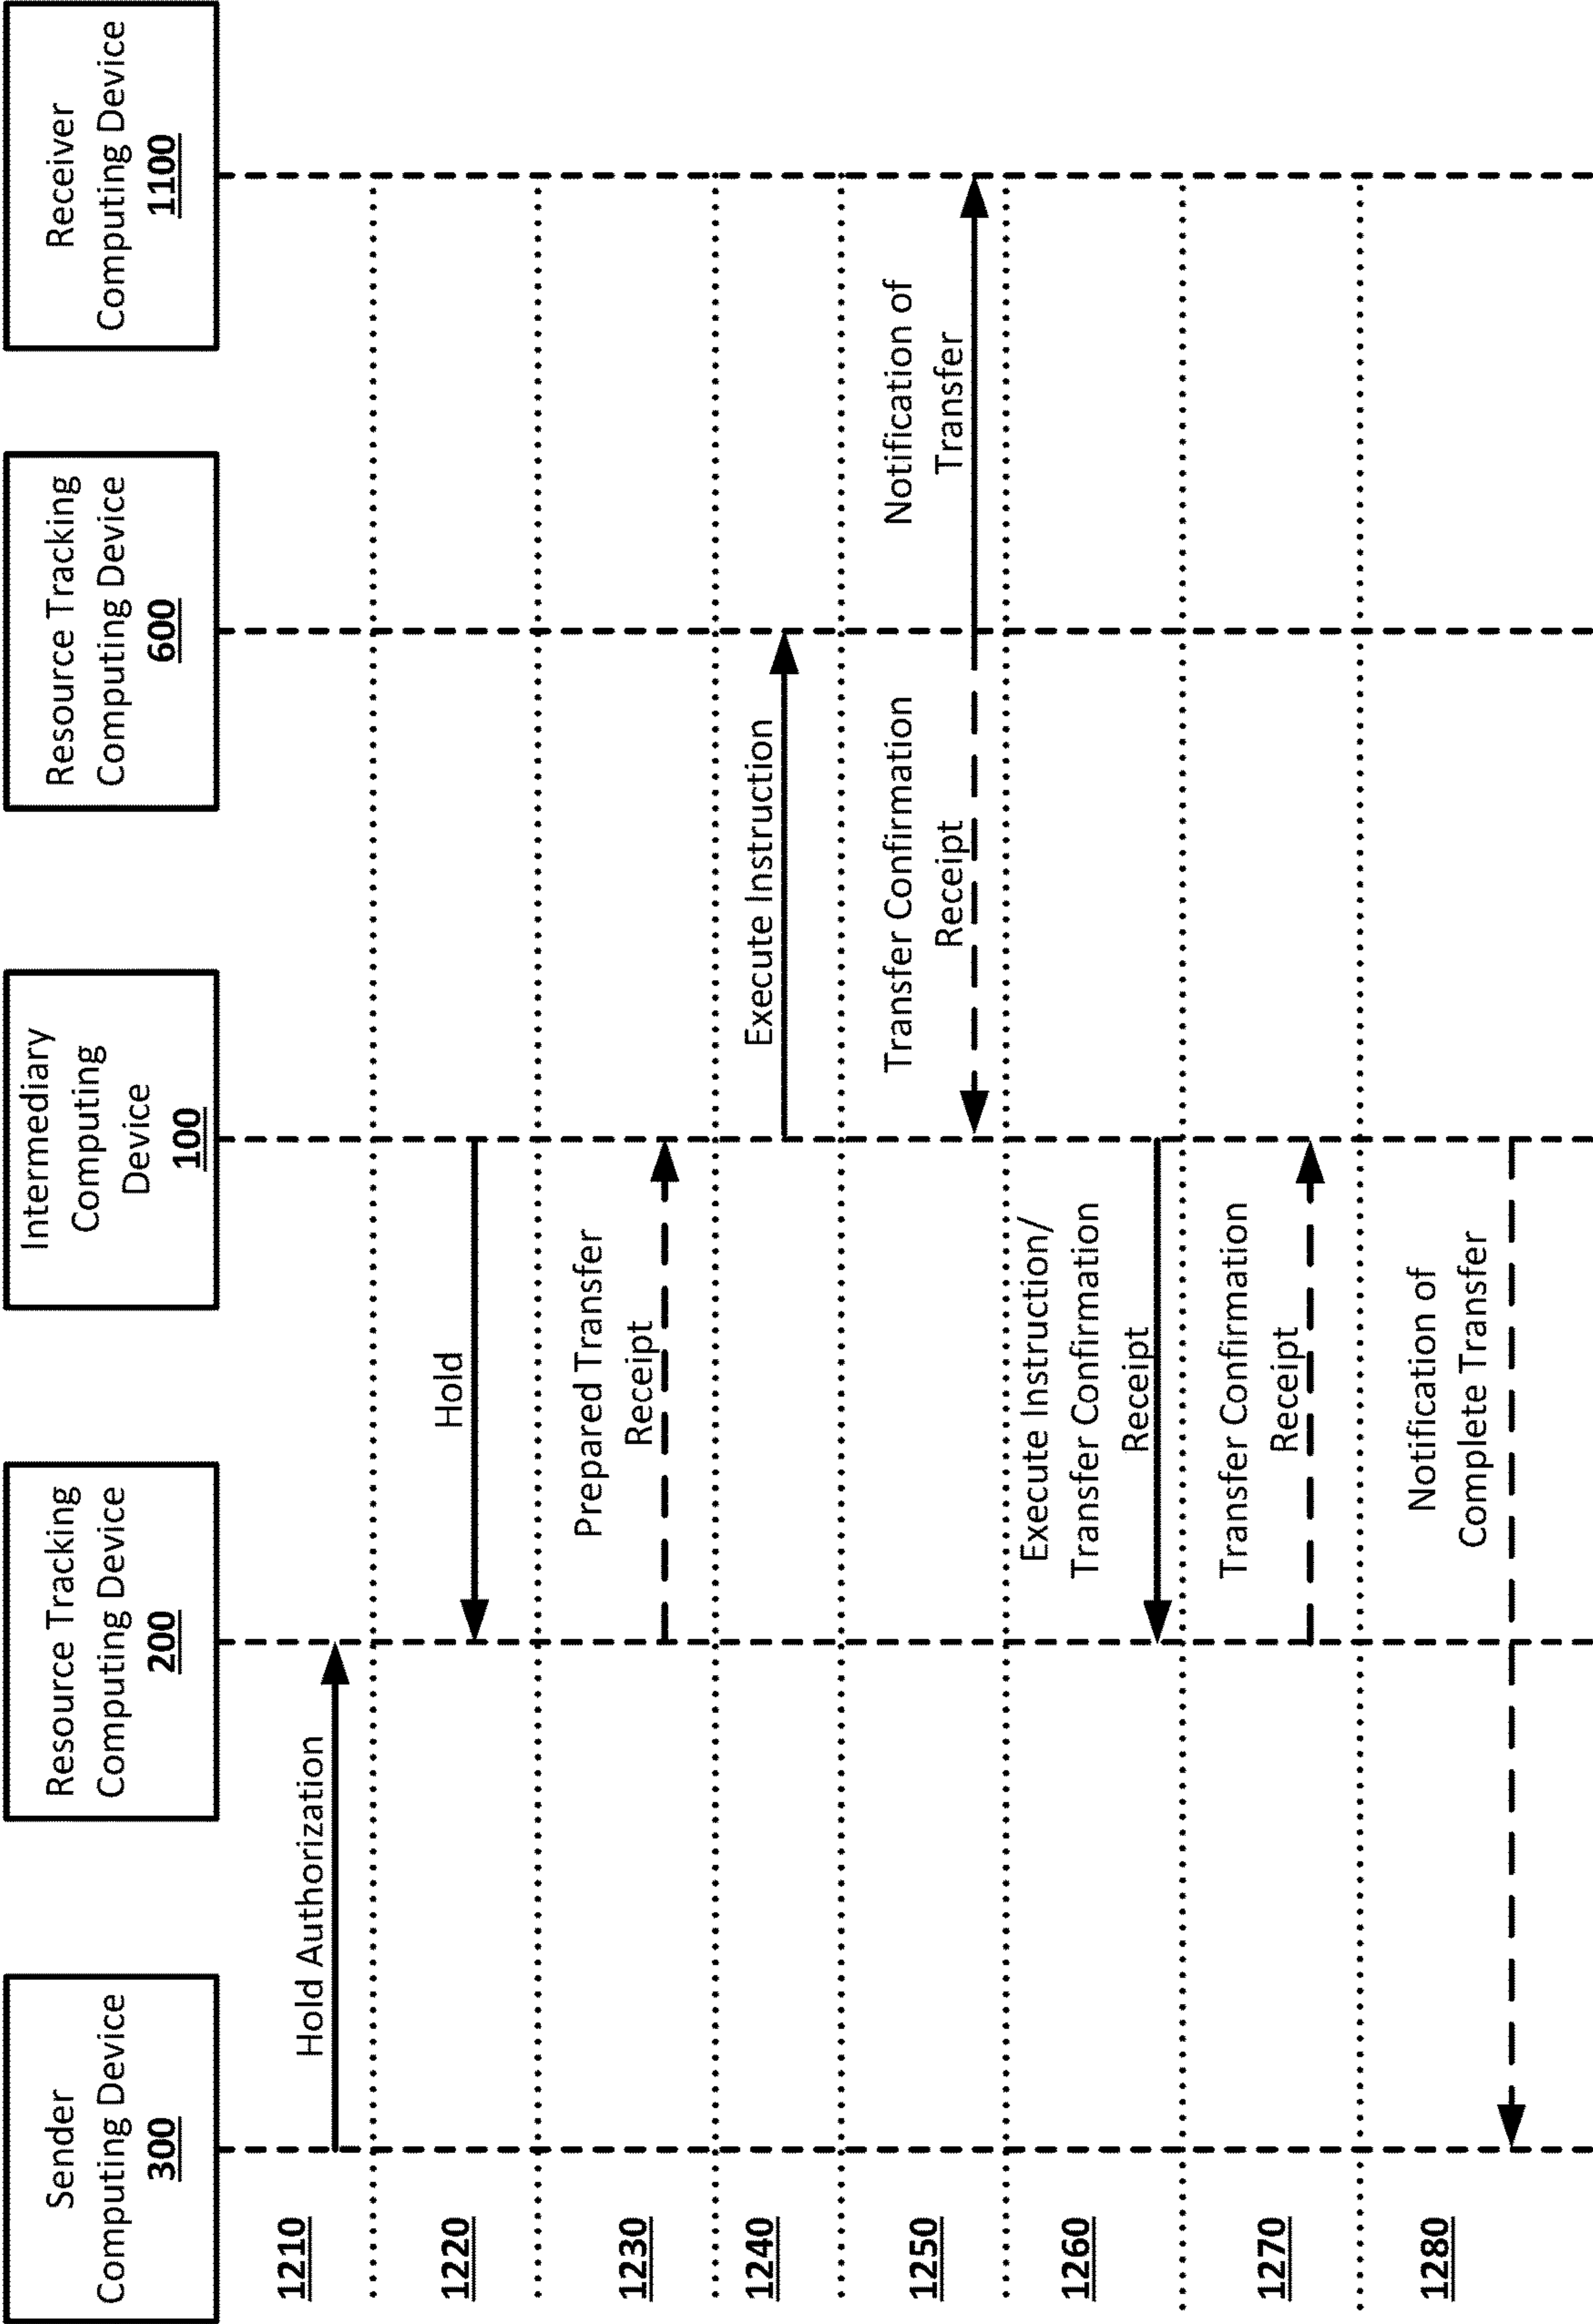 Sender
Computing Device
300
Resource Tracking
Computing Device
200
Intermediary
Computing
Device
100
Resource Tracking
Computing Device
600
Receiver
Computing Device
1100
1210
Hold Authorization
1220
Hold
1230
Prepared Transfer
Receipt
1240
Execute Instruction
1250
Transfer Confirmation
Receipt
Notification of
Transfer
1260
Execute Instruction/
Transfer Confirmation
Receipt
1270
Transfer Confirmation
Receipt
1280
Notification of
Complete Transfer